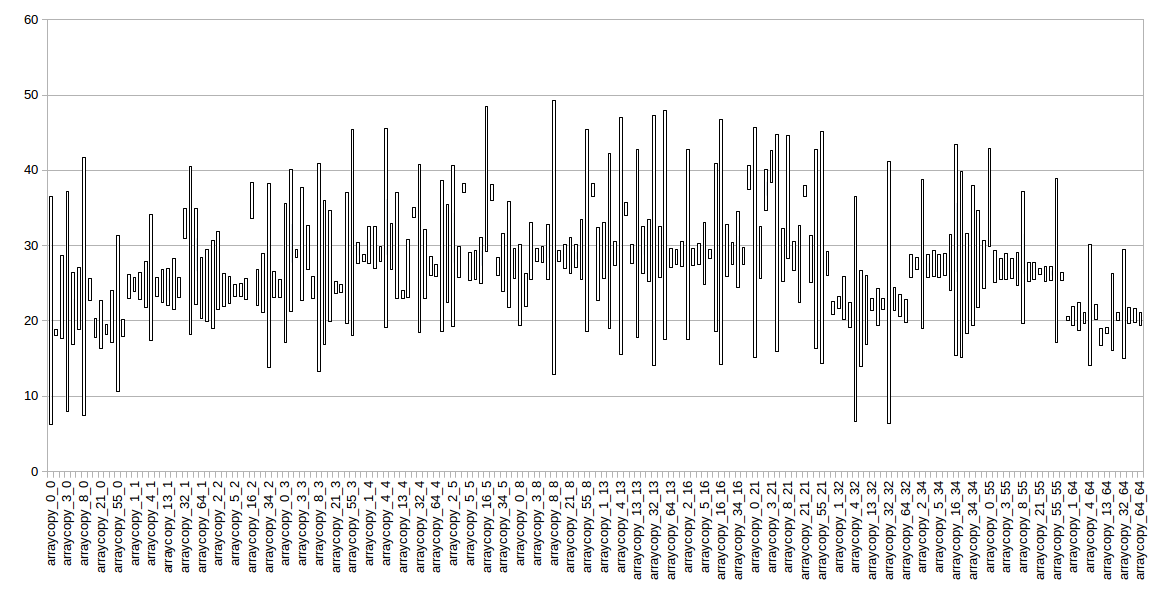 60
50
40
30
20
10
0
arraycopy_0_0
arraycopy_3_0
arraycopy_8_0
arraycopy_21_0
arraycopy_55_0
arraycopy_1_1
arraycopy_4_1
arraycopy_13_1
arraycopy_32_1
arraycopy_64_1
arraycopy_2_2
arraycopy_5_2
arraycopy_16_2
arraycopy_34_2
arraycopy_0_3
arraycopy_3_3
arraycopy_8_3
arraycopy_21_3
arraycopy_55_3
arraycopy_1_4
arraycopy_4_4
arraycopy_13_4
arraycopy_32_4
arraycopy_64_4
arraycopy_2_5
arraycopy_5_5
arraycopy_16_5
arraycopy_34_5
arraycopy_0_8
arraycopy_3_8
arraycopy_8_8
arraycopy_21_8
arraycopy_55_8
arraycopy_1_13
arraycopy_4_13
arraycopy_13_13
arraycopy_32_13
arraycopy_64_13
arraycopy_2_16
arraycopy_5_16
arraycopy_16_16
arraycopy_34_16
arraycopy_0_21
arraycopy_3_21
arraycopy_8_21
arraycopy_21_21
arraycopy_55_21
arraycopy_1_32
arraycopy_4_32
arraycopy_13_32
arraycopy_32_32
arraycopy_64_32
arraycopy_2_34
arraycopy_5_34
arraycopy_16_34
arraycopy_34_34
arraycopy_0_55
arraycopy_3_55
arraycopy_8_55
arraycopy_21_55
arraycopy_55_55
arraycopy_1_64
arraycopy_4_64
arraycopy_13_64
arraycopy_32_64
arraycopy_64_64